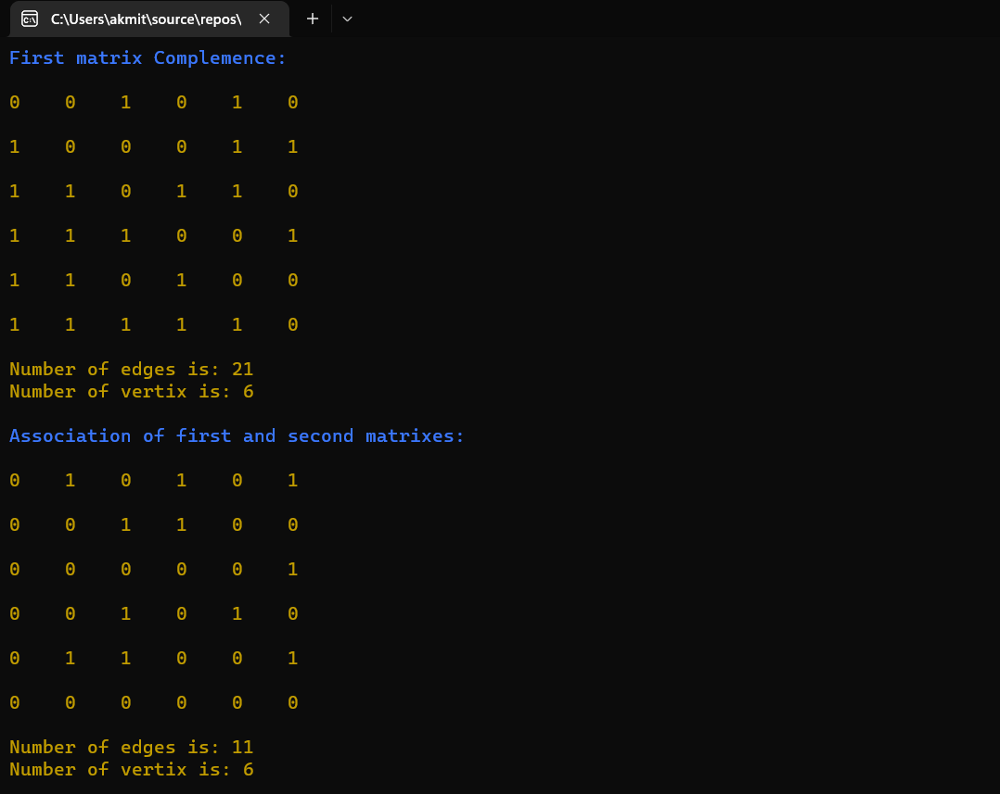 C:\Users\akmit\source\repos\
First matrix Complemence:
0 0 1 0 1 0
1 0 0 0 1 1
1 1 0 1 1 0
1 1 1 0 0 1
1 1 0 1 0 0
1 1 1 1 1 0
Number of edges is: 21
Number of vertix is: 6
Association of first and second matrixes:
0 1 0 1 0 1
0 0 1 1 0 0
0 0 0 0 0 1
0 0 1 0 1 0
0 1 1 0 0 1
0 0 0 0 0 0
Number of edges is: 11
Number of vertix is: 6